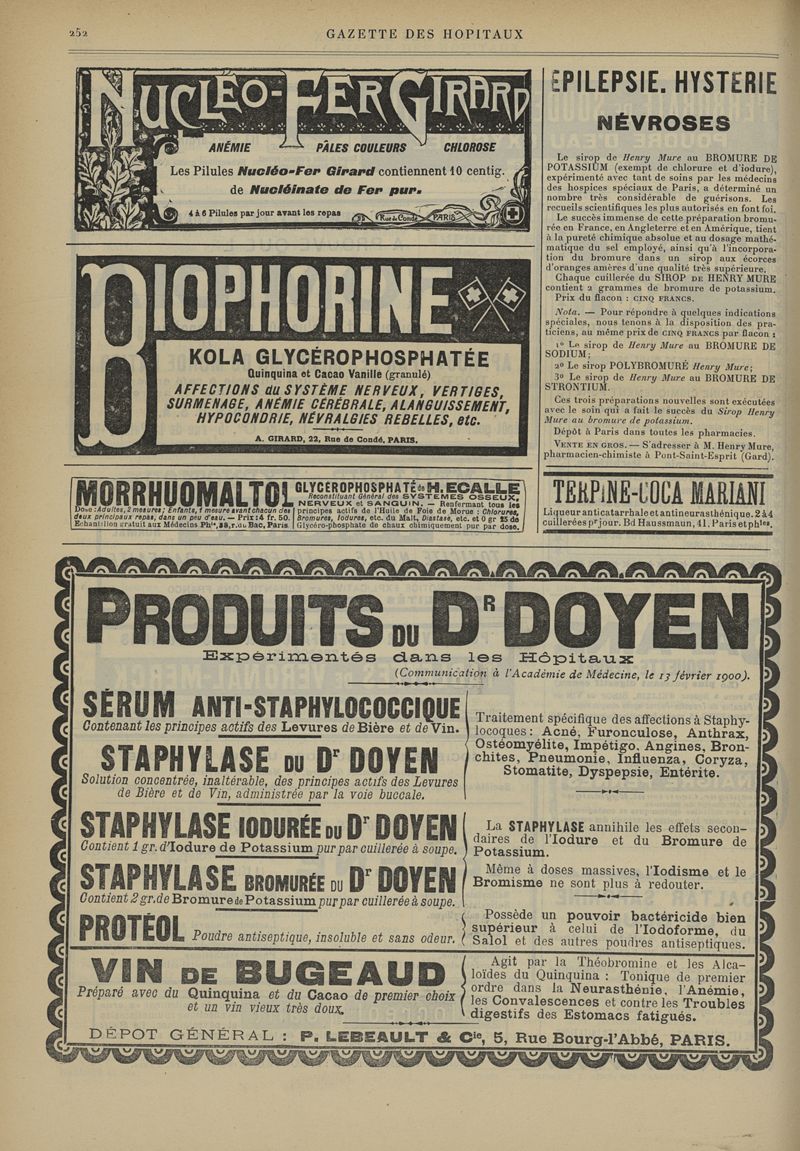 252
GAZETTE DES HOPITAUX
NUCLÉO-FER GIRARD
ANÉMIE PÂLES COULEURS CHLOROSE
Les Pilules Nucléo-Fer Girard contiennent 10 centig.
de Nucléinate de Fer pur.
4 à 6 Pilules par jour avant les repas
22 Rue de Condé PARIS
BIOPHORINE
KOLA GLYCÉROPHOSPHATÉE
Quinquina et Cacao Vanillé (granulé)
AFFECTIONS du SYSTÈME NERVEUX, VERTIGES,
SURMENAGE, ANÉMIE CÉRÉBRALE, ALANGUISSEMENT,
HYPOCONDRIE, NÉVRALGIES REBELLES, etc.
A. GIRARD, 22, Rue de Condé, PARIS.
MORRHUOMALTOL
Dose : Adultes, 2 mesures ; Enfants, 1 mesure avant chacun des
deux principaux repas, dans un peu d'eau. — Prix : 4 fr. 50.
Echantillon gratuit aux Médecins Phie, 38, r. du Bac, Paris
GLYCÉROPHOSPHATÉ de H. ECALLE
Reconstituant Général des SYSTÈMES OSSEUX,
NERVEUX et SANGUIN. — Renfermant tous les
principes actifs de l'Huile de Foie de Morue : Chlorures,
Bromures, Iodures, etc. du Malt, Diastase, etc. et 0 gr 25 de
Glycéro-phosphate de chaux chimiquement pur par dose.
EPILEPSIE. HYSTERIE
NÉVROSES
Le sirop de Henry Mure au BROMURE DE
POTASSIUM (exempt de chlorure et d'iodure),
expérimenté avec tant de soins par les médecins
des hospices spéciaux de Paris, a déterminé un
nombre très considérable de guérisons. Les
recueils scientifiques les plus autorisés en font foi.
Le succès immense de cette préparation bromu-
rée en France, en Angleterre et en Amérique, tient
à la pureté chimique absolue et au dosage mathé-
matique du sel employé, ainsi qu'à l'incorpora-
tion du bromure dans un sirop aux écorces
d'oranges amères d'une qualité très supérieure.
Chaque cuillerée du SIROP DE HENRY MURE
contient 2 grammes de bromure de potassium.
Prix du flacon : CINQ FRANCS.
Nota. — Pour répondre à quelques indications
spéciales, nous tenons à la disposition des pra-
ticiens, au même prix de CINQ FRANCS par flacon :
1° Le sirop de Henry Mure au BROMURE DE
SODIUM ;
2° Le sirop POLYBROMURÉ Henry Mure ;
3° Le sirop de Henry Mure au BROMURE DE
STRONTIUM.
Ces trois préparations nouvelles sont exécutées
avec le soin qui a fait le succès du Sirop Henry
Mure au bromure de potassium.
Dépôt à Paris dans toutes les pharmacies.
VENTE EN GROS. — S'adresser à M. Henry Mure,
pharmacien-chimiste à Pont-Saint-Esprit (Gard).
TERPINE-COCA MARIANI
Liqueur anticatarrhale et antineurasthénique. 2 à 4
cuillerées pr jour. Bd Haussmann, 41. Paris et phies.
PRODUITS DU DR DOYEN
Expérimentés dans les Hôpitaux
(Communication à l'Académie de Médecine, le 13 février 1900).
SÉRUM ANTI-STAPHYLOCOCCIQUE
Contenant les principes actifs des Levures de Bière et de Vin.
STAPHYLASE DU Dr DOYEN
Solution concentrée, inaltérable, des principes actifs des Levures
de Bière et de Vin, administrée par la voie buccale.
Traitement spécifique des affections à Staphy-
locoques : Acné, Furonculose, Anthrax,
Ostéomyélite, Impétigo, Angines, Bron-
chites, Pneumonie, Influenza, Coryza,
Stomatite, Dyspepsie, Entérite.
STAPHYLASE IODURÉE DU Dr DOYEN
Contient 1 gr. d'Iodure de Potassium pur par cuillerée à soupe.
STAPHYLASE BROMURÉE DU Dr DOYEN
Contient 2 gr. de Bromure de Potassium pur par cuillerée à soupe.
La STAPHYLASE annihile les effets secon-
daires de l'Iodure et du Bromure de
Potassium.
Même à doses massives, l'Iodisme et le
Bromisme ne sont plus à redouter.
PROTÉOL Poudre antiseptique, insoluble et sans odeur.
Possède un pouvoir bactéricide bien
supérieur à celui de l'Iodoforme, du
Salol et des autres poudres antiseptiques.
VIN DE BUGEAUD
Préparé avec du Quinquina et du Cacao de premier choix
et un vin vieux très doux.
Agit par la Théobromine et les Alca-
loïdes du Quinquina : Tonique de premier
ordre dans la Neurasthénie, l'Anémie,
les Convalescences et contre les Troubles
digestifs des Estomacs fatigués.
DÉPOT GÉNÉRAL : P. LEBEAULT & Cie, 5, Rue Bourg-l'Abbé, PARIS.